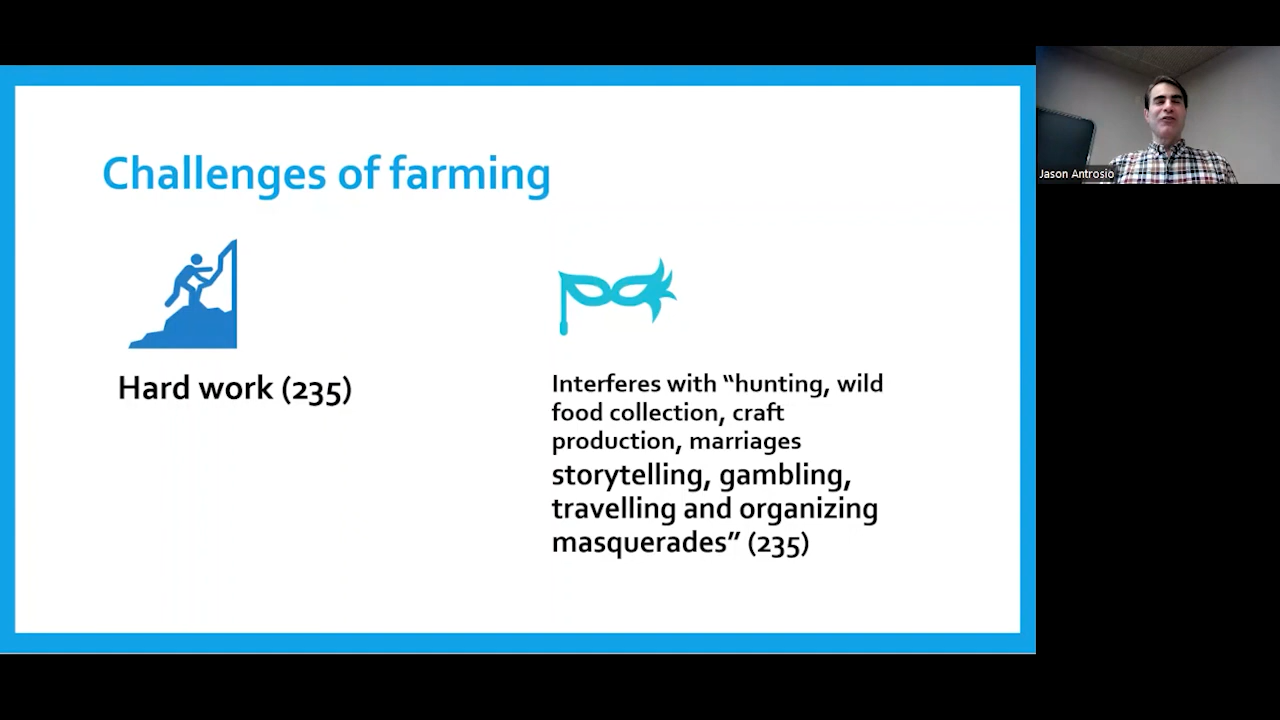 Challenges of farming
Hard work (235)
Interferes with “hunting, wild
food collection, craft
production, marriages
storytelling, gambling,
travelling and organizing
masquerades” (235)
Jason Antrosio